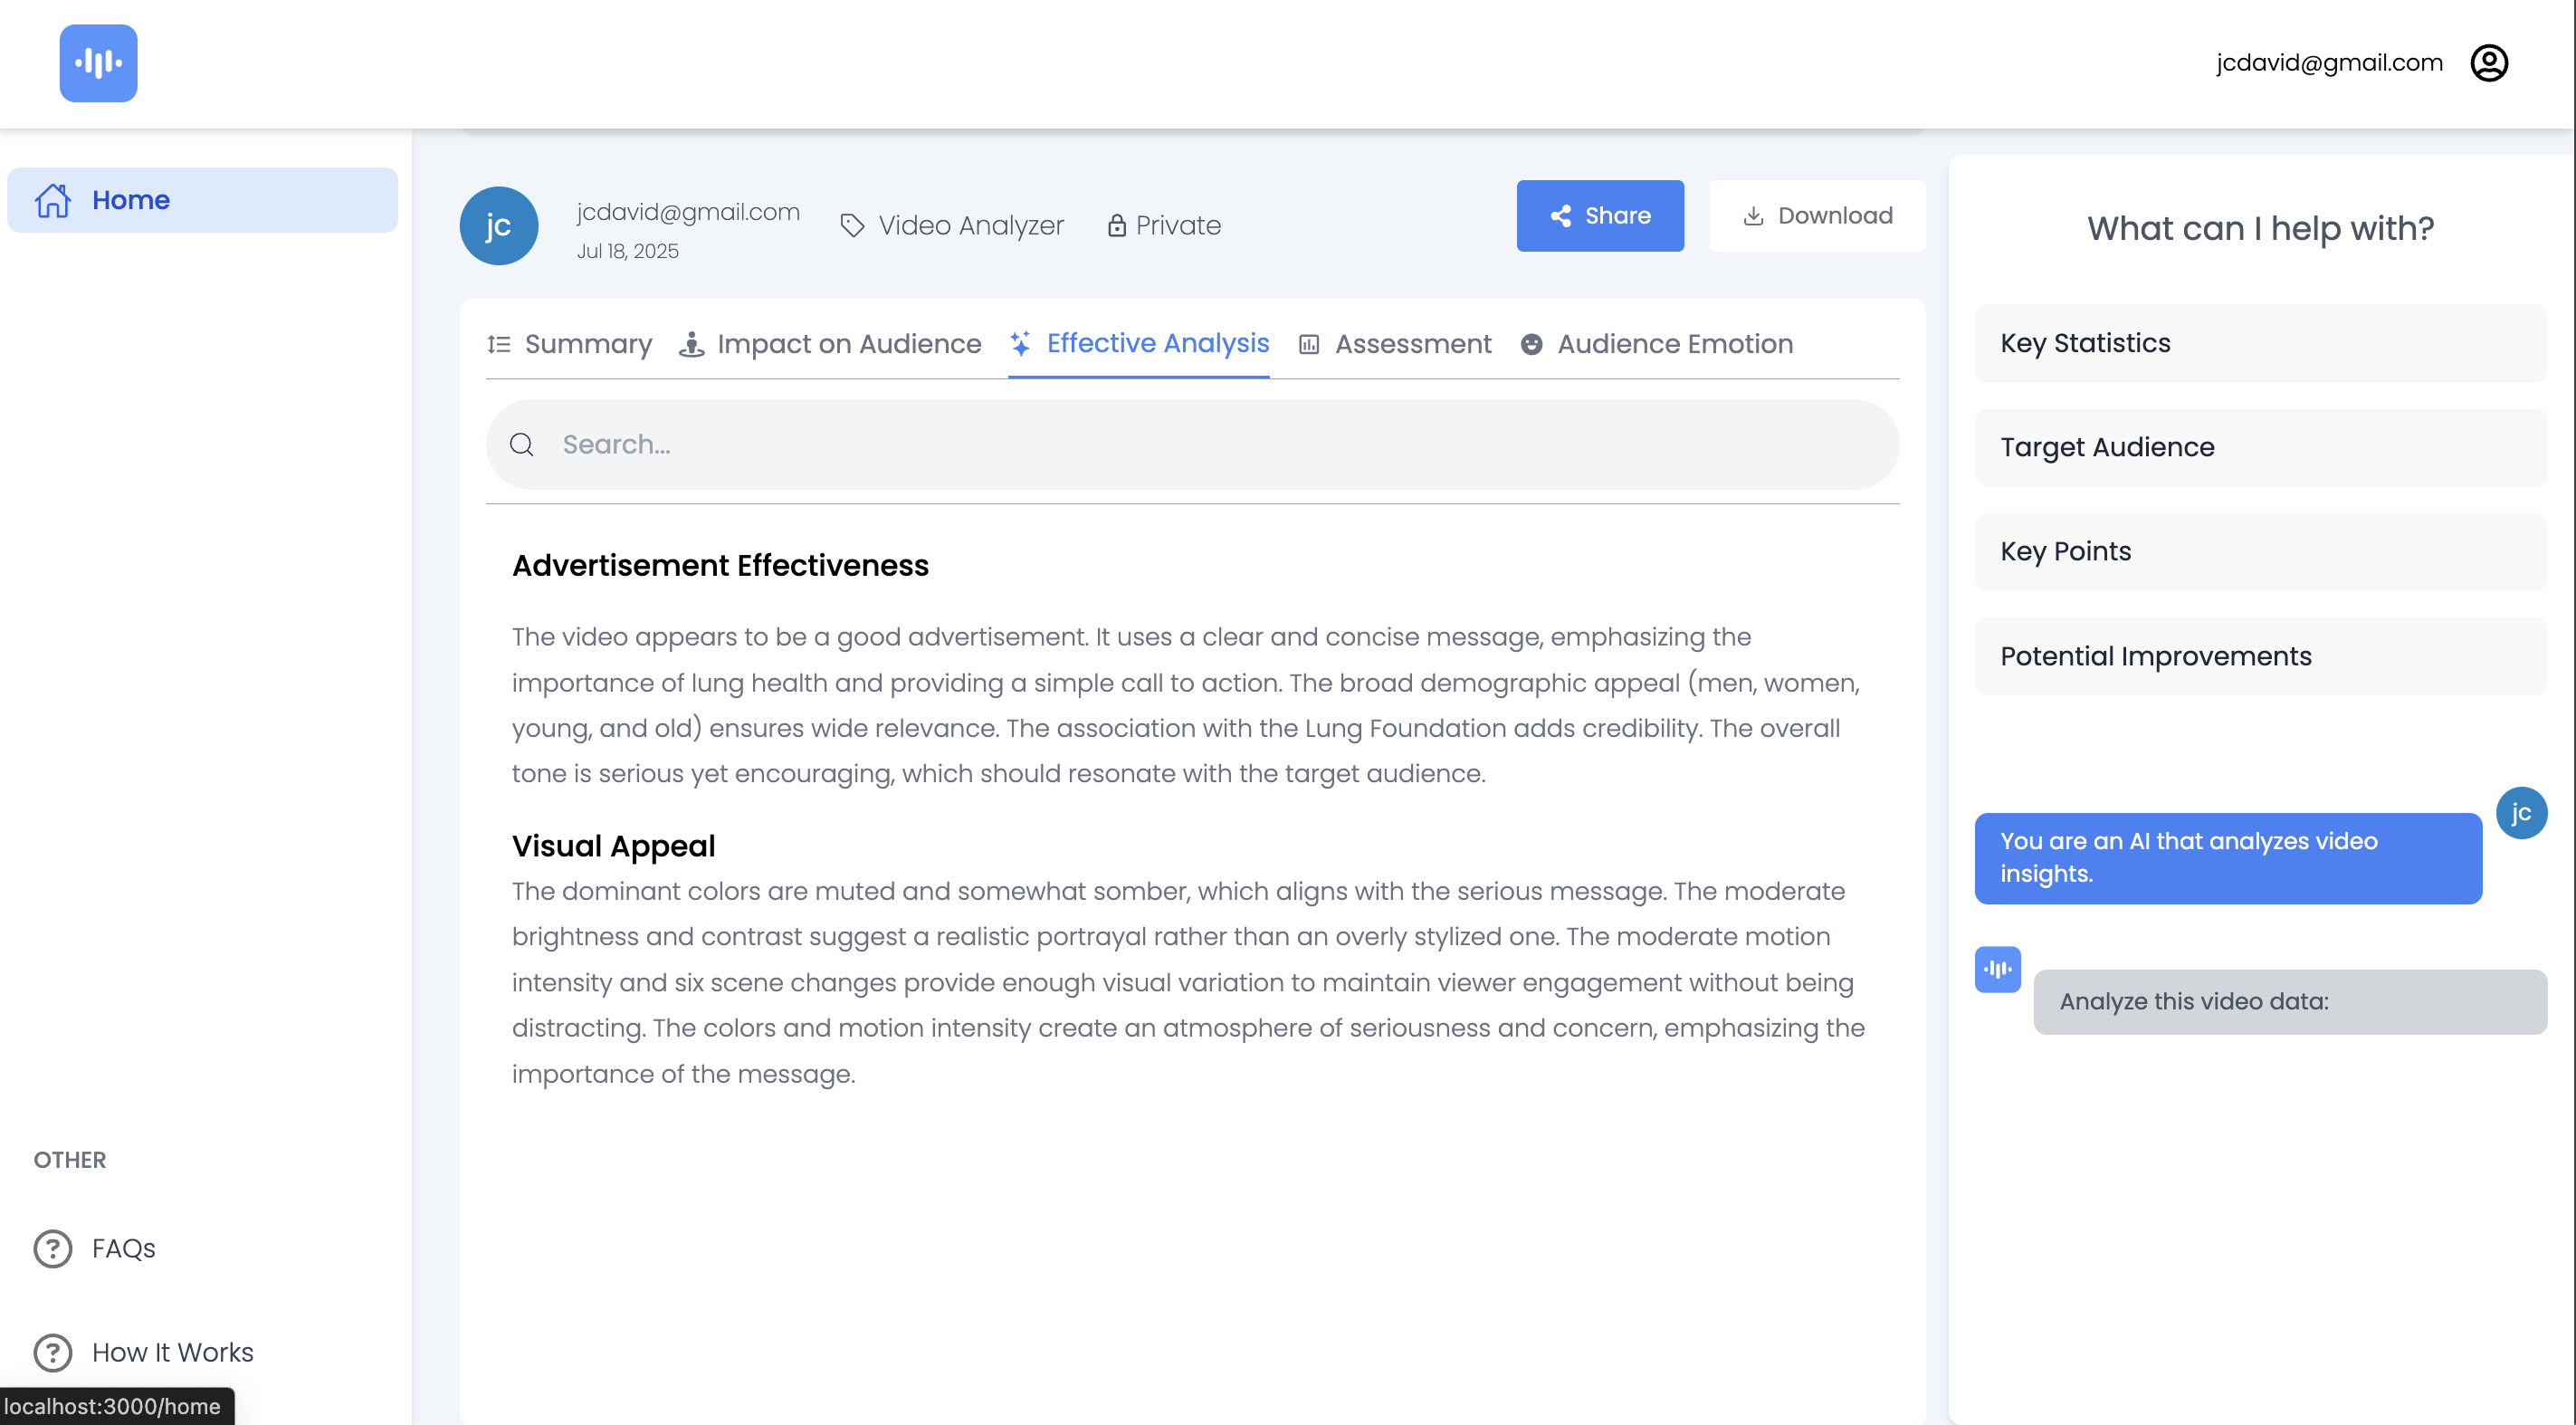 jcdavid@gmail.com
Home
jc
jcdavid@gmail.com
Jul 18, 2025
Video Analyzer
Private
Share
Download
Summary
Impact on Audience
Effective Analysis
Assessment
Audience Emotion
Search...
Advertisement Effectiveness
The video appears to be a good advertisement. It uses a clear and concise message, emphasizing the
importance of lung health and providing a simple call to action. The broad demographic appeal (men, women,
young, and old) ensures wide relevance. The association with the Lung Foundation adds credibility. The overall
tone is serious yet encouraging, which should resonate with the target audience.
Visual Appeal
The dominant colors are muted and somewhat somber, which aligns with the serious message. The moderate
brightness and contrast suggest a realistic portrayal rather than an overly stylized one. The moderate motion
intensity and six scene changes provide enough visual variation to maintain viewer engagement without being
distracting. The colors and motion intensity create an atmosphere of seriousness and concern, emphasizing the
importance of the message.
What can I help with?
Key Statistics
Target Audience
Key Points
Potential Improvements
jc
You are an AI that analyzes video
insights.
Analyze this video data:
OTHER
FAQs
How It Works
localhost:3000/home